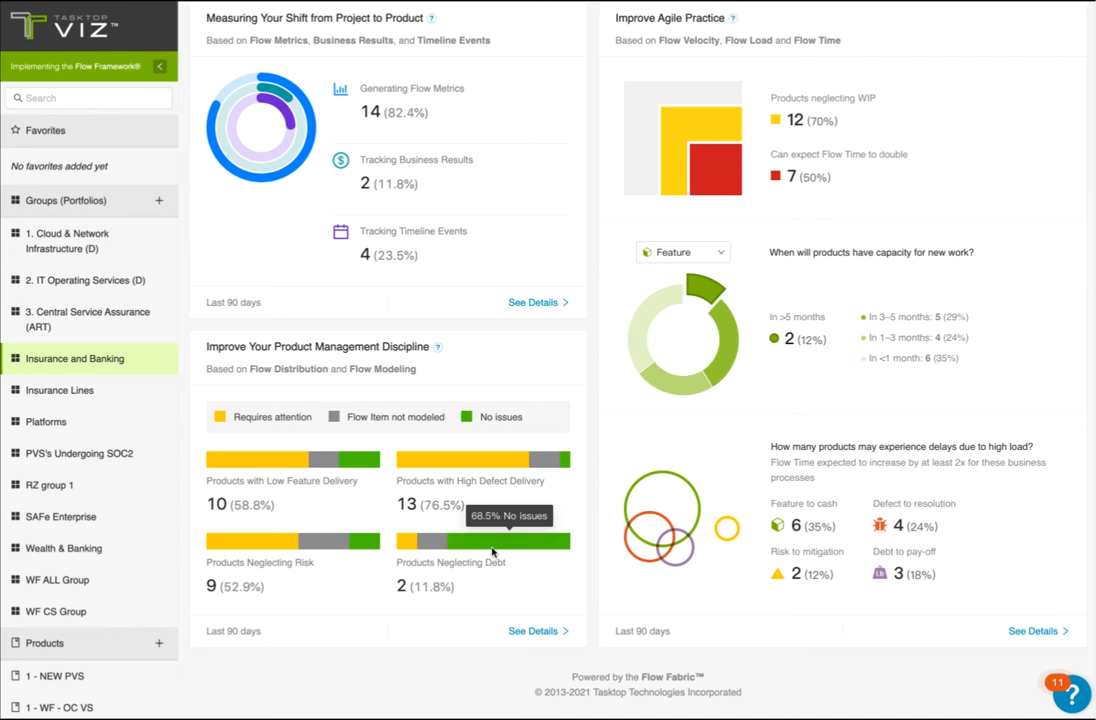 TASKTOP
VIZ™
Implementing the Flow Framework®
Search
Favorites
No favorites added yet
Groups (Portfolios)
1. Cloud & Network
Infrastructure (D)
2. IT Operating Services (D)
3. Central Service Assurance
(ART)
Insurance and Banking
Insurance Lines
Platforms
PVS's Undergoing SOC2
RZ group 1
SAFe Enterprise
Wealth & Banking
WF ALL Group
WF CS Group
Products
1 - NEW PVS
1 - WF - OC VS
Measuring Your Shift from Project to Product ?
Based on Flow Metrics, Business Results, and Timeline Events
Generating Flow Metrics
14 (82.4%)
$
Tracking Business Results
2 (11.8%)
Tracking Timeline Events
4 (23.5%)
Last 90 days
See Details
Improve Your Product Management Discipline ?
Based on Flow Distribution and Flow Modeling
Requires attention
Flow Item not modeled
No issues
Products with Low Feature Delivery
10 (58.8%)
Products with High Defect Delivery
13 (76.5%)
68.5% No issues
Products Neglecting Risk
9 (52.9%)
Products Neglecting Debt
2 (11.8%)
Last 90 days
See Details
Improve Agile Practice ?
Based on Flow Velocity, Flow Load and Flow Time
Products neglecting WIP
12 (70%)
Can expect Flow Time to double
7 (50%)
Feature
When will products have capacity for new work?
In >5 months
2 (12%)
In 3–5 months: 5 (29%)
In 1–3 months: 4 (24%)
In <1 month: 6 (35%)
How many products may experience delays due to high load?
Flow Time expected to increase by at least 2x for these business
processes
Feature to cash
6 (35%)
Defect to resolution
4 (24%)
Risk to mitigation
2 (12%)
Debt to pay-off
3 (18%)
Last 90 days
See Details
Powered by the Flow Fabric™
© 2013-2021 Tasktop Technologies Incorporated
11
?